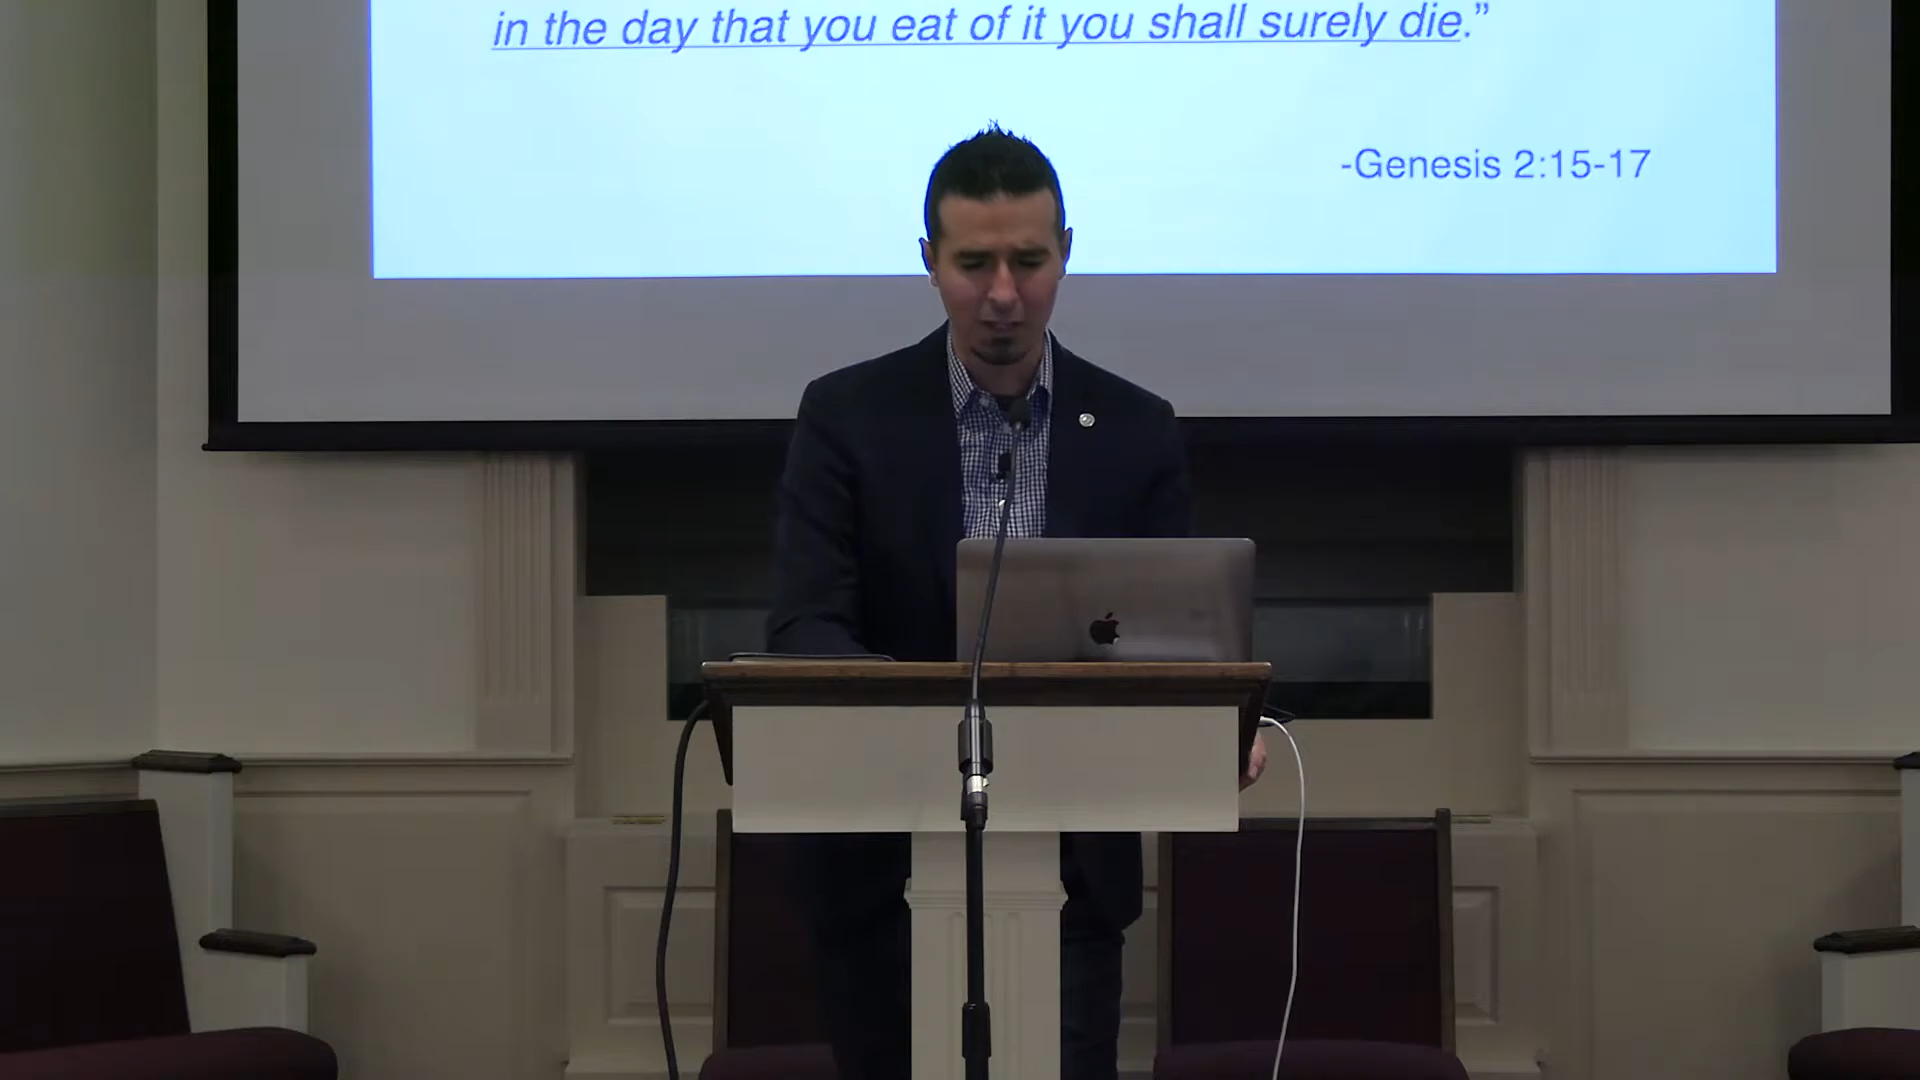 in the day that you eat of it you shall surely die.”
-Genesis 2:15-17